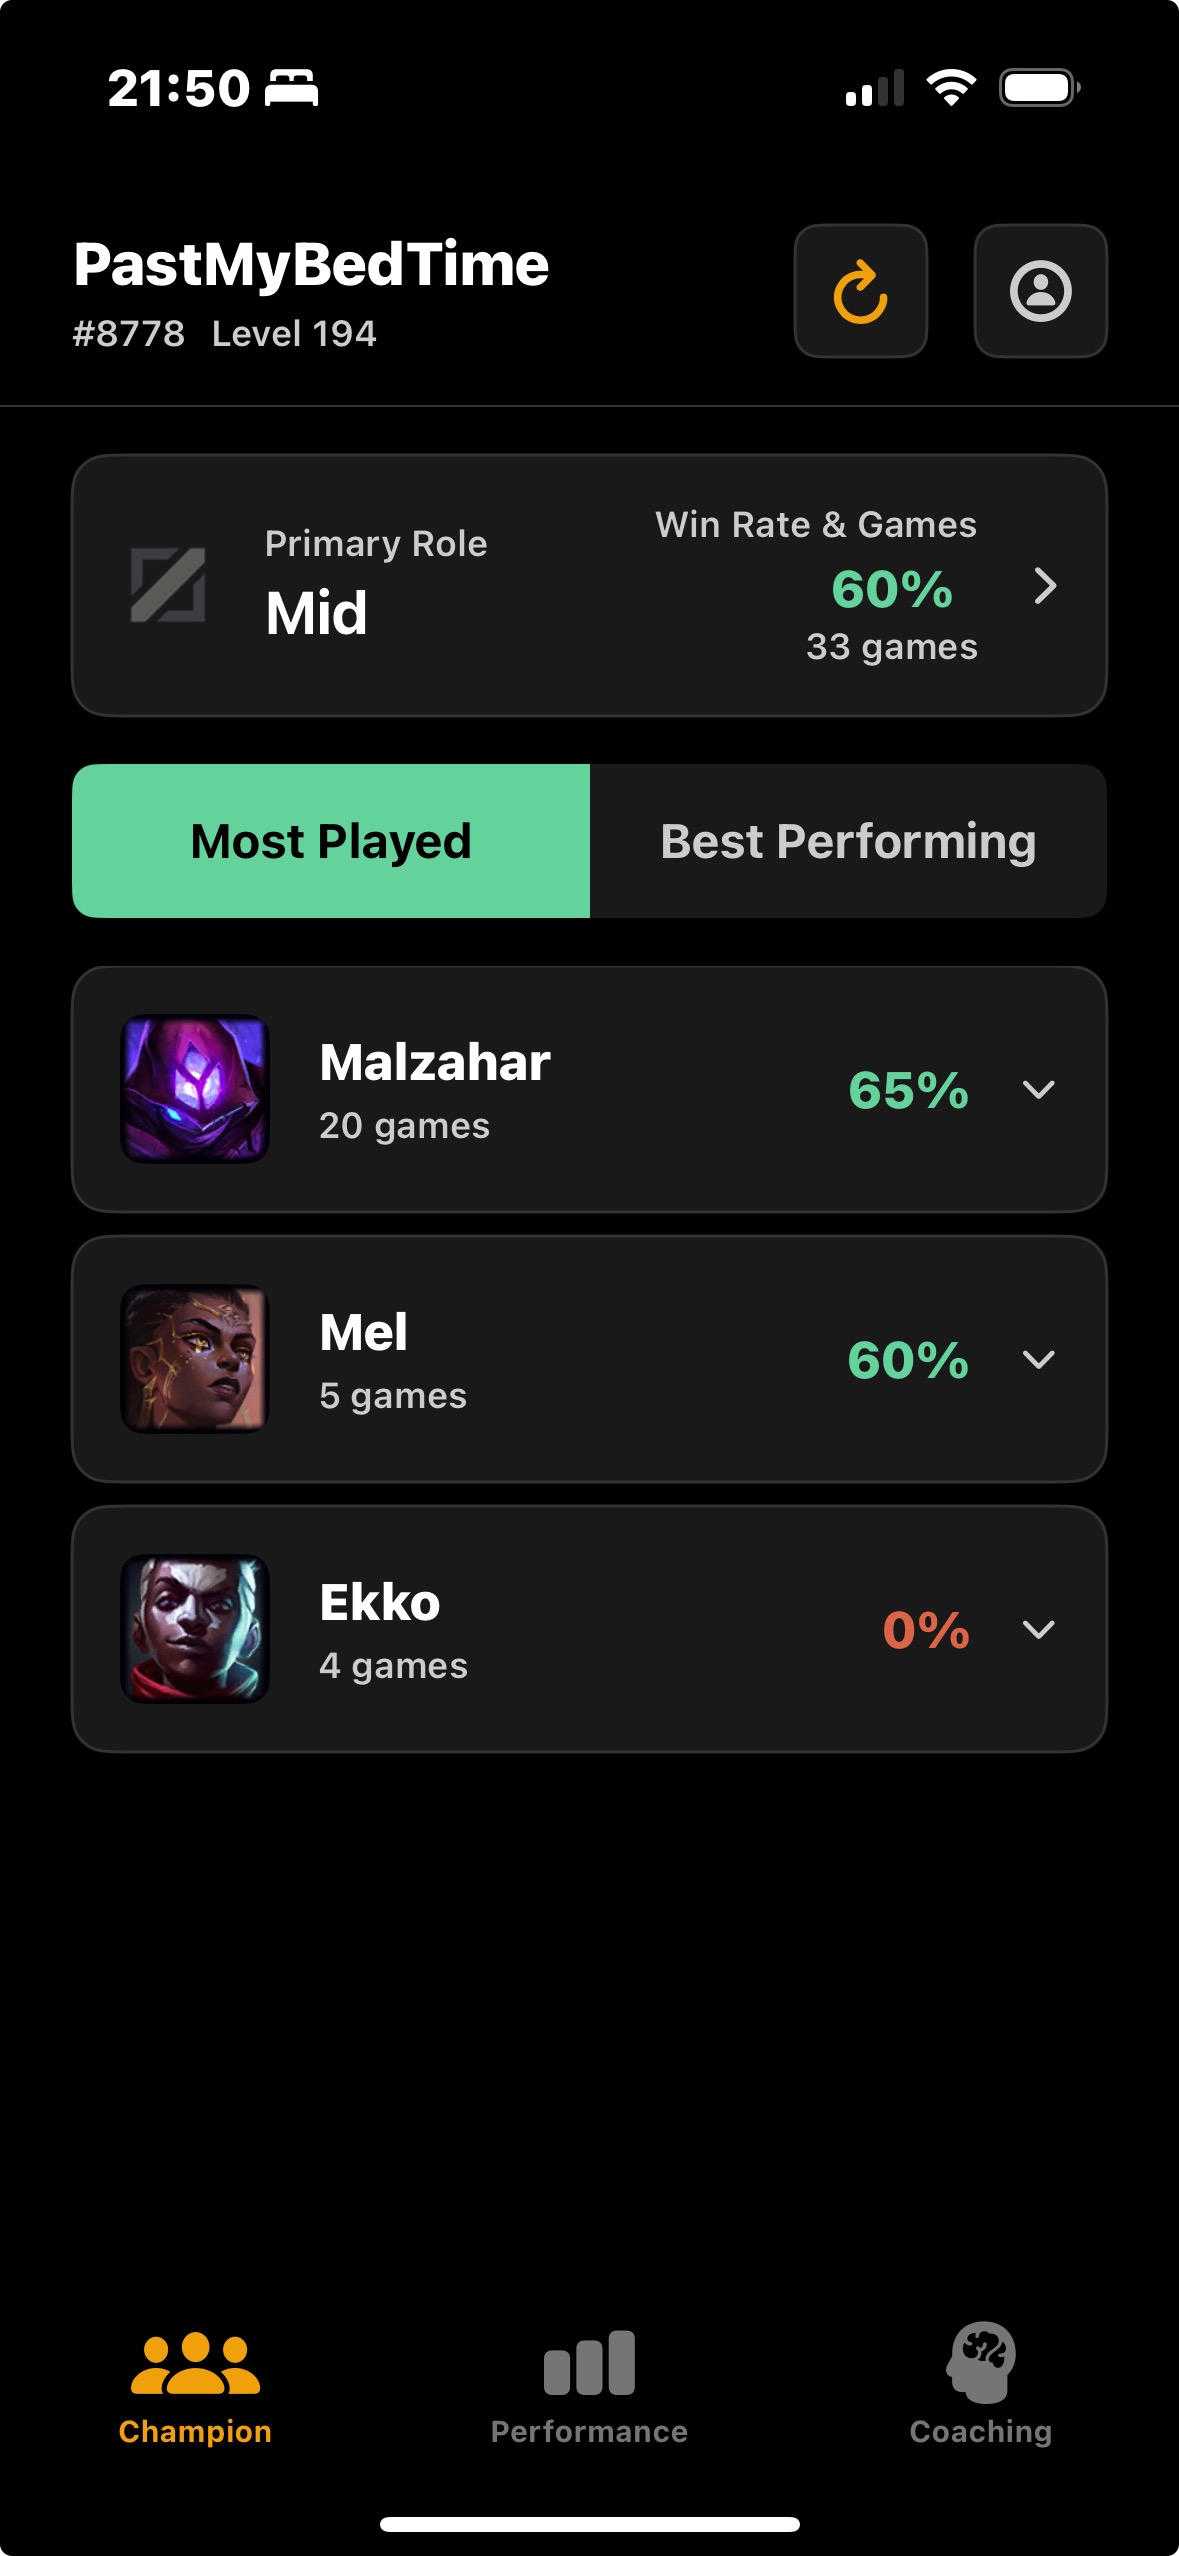 21:50
PastMyBedTime
#8778 Level 194
Primary Role
Mid
Win Rate & Games
60%
33 games
Most Played
Best Performing
Malzahar
20 games
65%
Mel
5 games
60%
Ekko
4 games
0%
Champion
Performance
Coaching